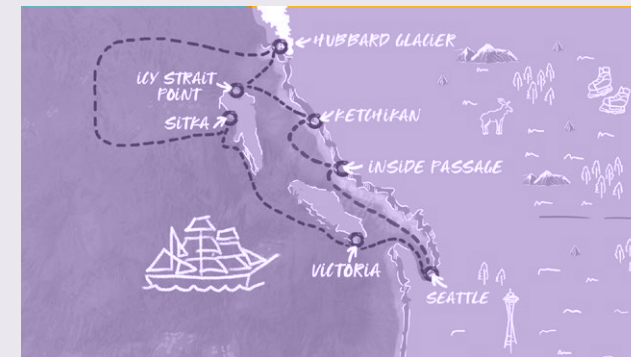 HUBBARD GLACIER
ICY STRAIT
POINT
KETCHIKAN
SITKA
INSIDE PASSAGE
VICTORIA
SEATTLE